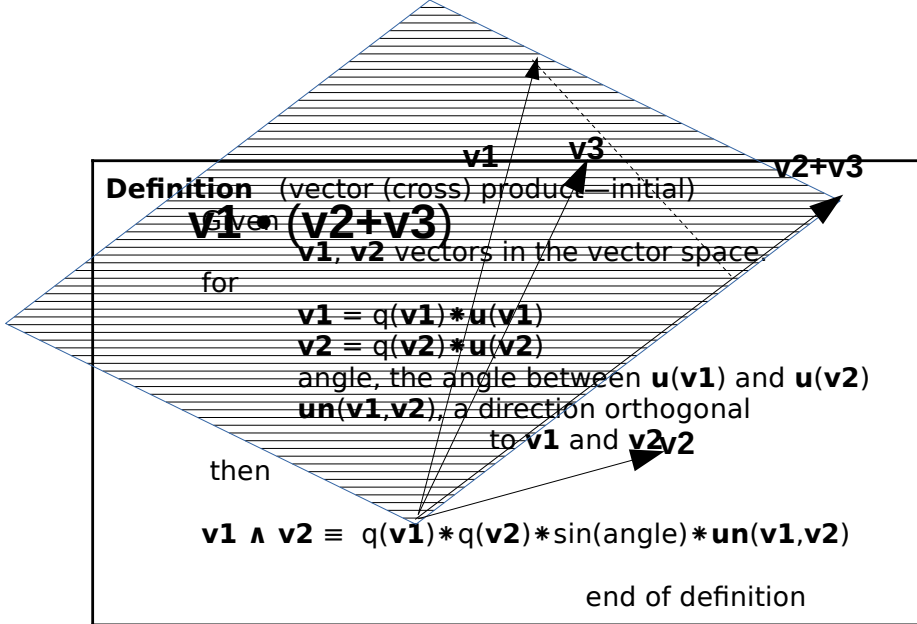 v1
v3
v2+v3
Definition (vector (cross) product—initial)
Given
v1 • (v2+v3)
v1, v2 vectors in the vector space.
for
v1 = q(v1)*u(v1)
v2 = q(v2)*u(v2)
angle, the angle between u(v1) and u(v2)
un(v1,v2), a direction orthogonal
to v1 and v2
v2
then
v1 ∧ v2 ≡ q(v1)*q(v2)*sin(angle)*un(v1,v2)
end of definition